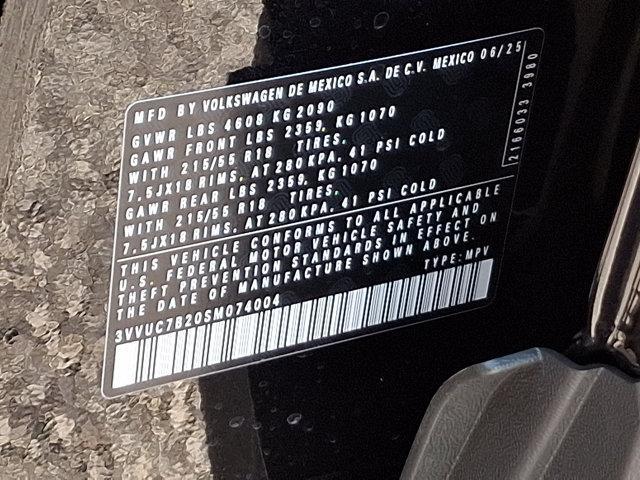 MFD BY VOLKSWAGEN DE MEXICO S.A. DE C.V. MEXICO 06/25
GVWR LBS 4608 KG 2090
GAWR FRONT LBS 2359, KG 1070
WITH 215/55 R18 TIRES,
7.5JX18 RIMS, AT 280 KPA, 41 PSI COLD
GAWR REAR LBS 2359, KG 1070
WITH 215/55 R18 TIRES,
7.5JX18 RIMS, AT 280 KPA, 41 PSI COLD
2166033 3980
THIS VEHICLE CONFORMS TO ALL APPLICABLE
U.S. FEDERAL MOTOR VEHICLE SAFETY AND
THEFT PREVENTION STANDARDS IN EFFECT ON
THE DATE OF MANUFACTURE SHOWN ABOVE.
3VVUC7B20SM074004 TYPE: MPV